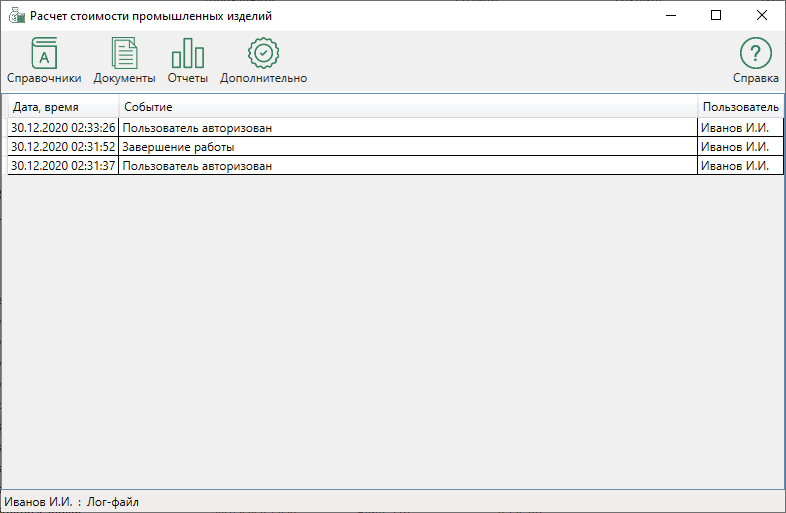 Расчет стоимости промышленных изделий
A
?
Справочники Документы Отчеты Дополнительно Справка
Дата, время Событие Пользователь
30.12.2020 02:33:26 Пользователь авторизован Иванов И.И.
30.12.2020 02:31:52 Завершение работы Иванов И.И.
30.12.2020 02:31:37 Пользователь авторизован Иванов И.И.
Иванов И.И. : Лог-файл